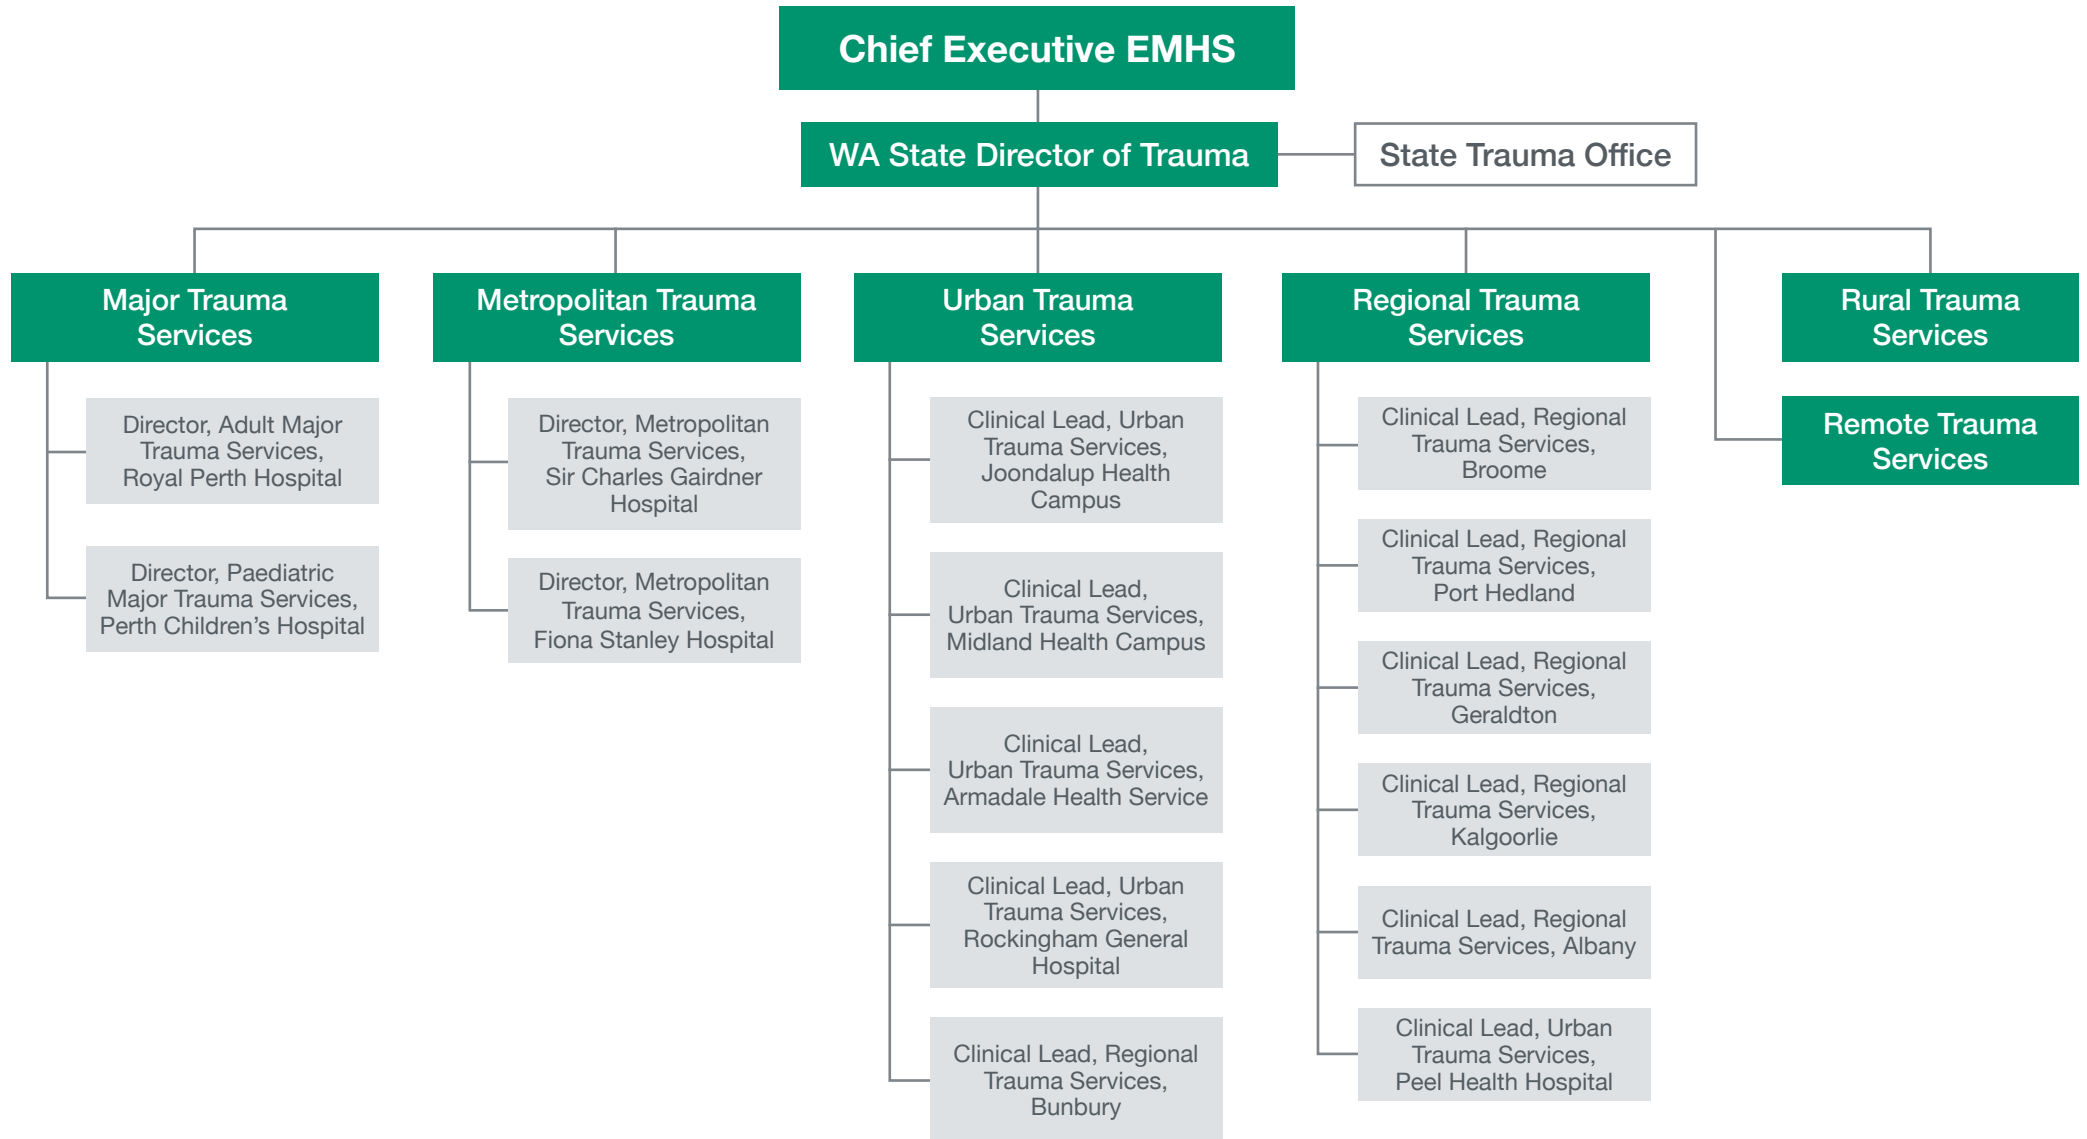 Chief Executive EMHS
WA State Director of Trauma
State Trauma Office
Major Trauma
Services
Director, Adult Major
Trauma Services,
Royal Perth Hospital
Director, Paediatric
Major Trauma Services,
Perth Children’s Hospital
Metropolitan Trauma
Services
Director, Metropolitan
Trauma Services,
Sir Charles Gairdner
Hospital
Director, Metropolitan
Trauma Services,
Fiona Stanley Hospital
Urban Trauma
Services
Clinical Lead, Urban
Trauma Services,
Joondalup Health
Campus
Clinical Lead,
Urban Trauma Services,
Midland Health Campus
Clinical Lead,
Urban Trauma Services,
Armadale Health Service
Clinical Lead, Urban
Trauma Services,
Rockingham General
Hospital
Clinical Lead, Regional
Trauma Services,
Bunbury
Regional Trauma
Services
Clinical Lead, Regional
Trauma Services,
Broome
Clinical Lead, Regional
Trauma Services,
Port Hedland
Clinical Lead, Regional
Trauma Services,
Geraldton
Clinical Lead, Regional
Trauma Services,
Kalgoorlie
Clinical Lead, Regional
Trauma Services, Albany
Clinical Lead, Urban
Trauma Services,
Peel Health Hospital
Rural Trauma
Services
Remote Trauma
Services